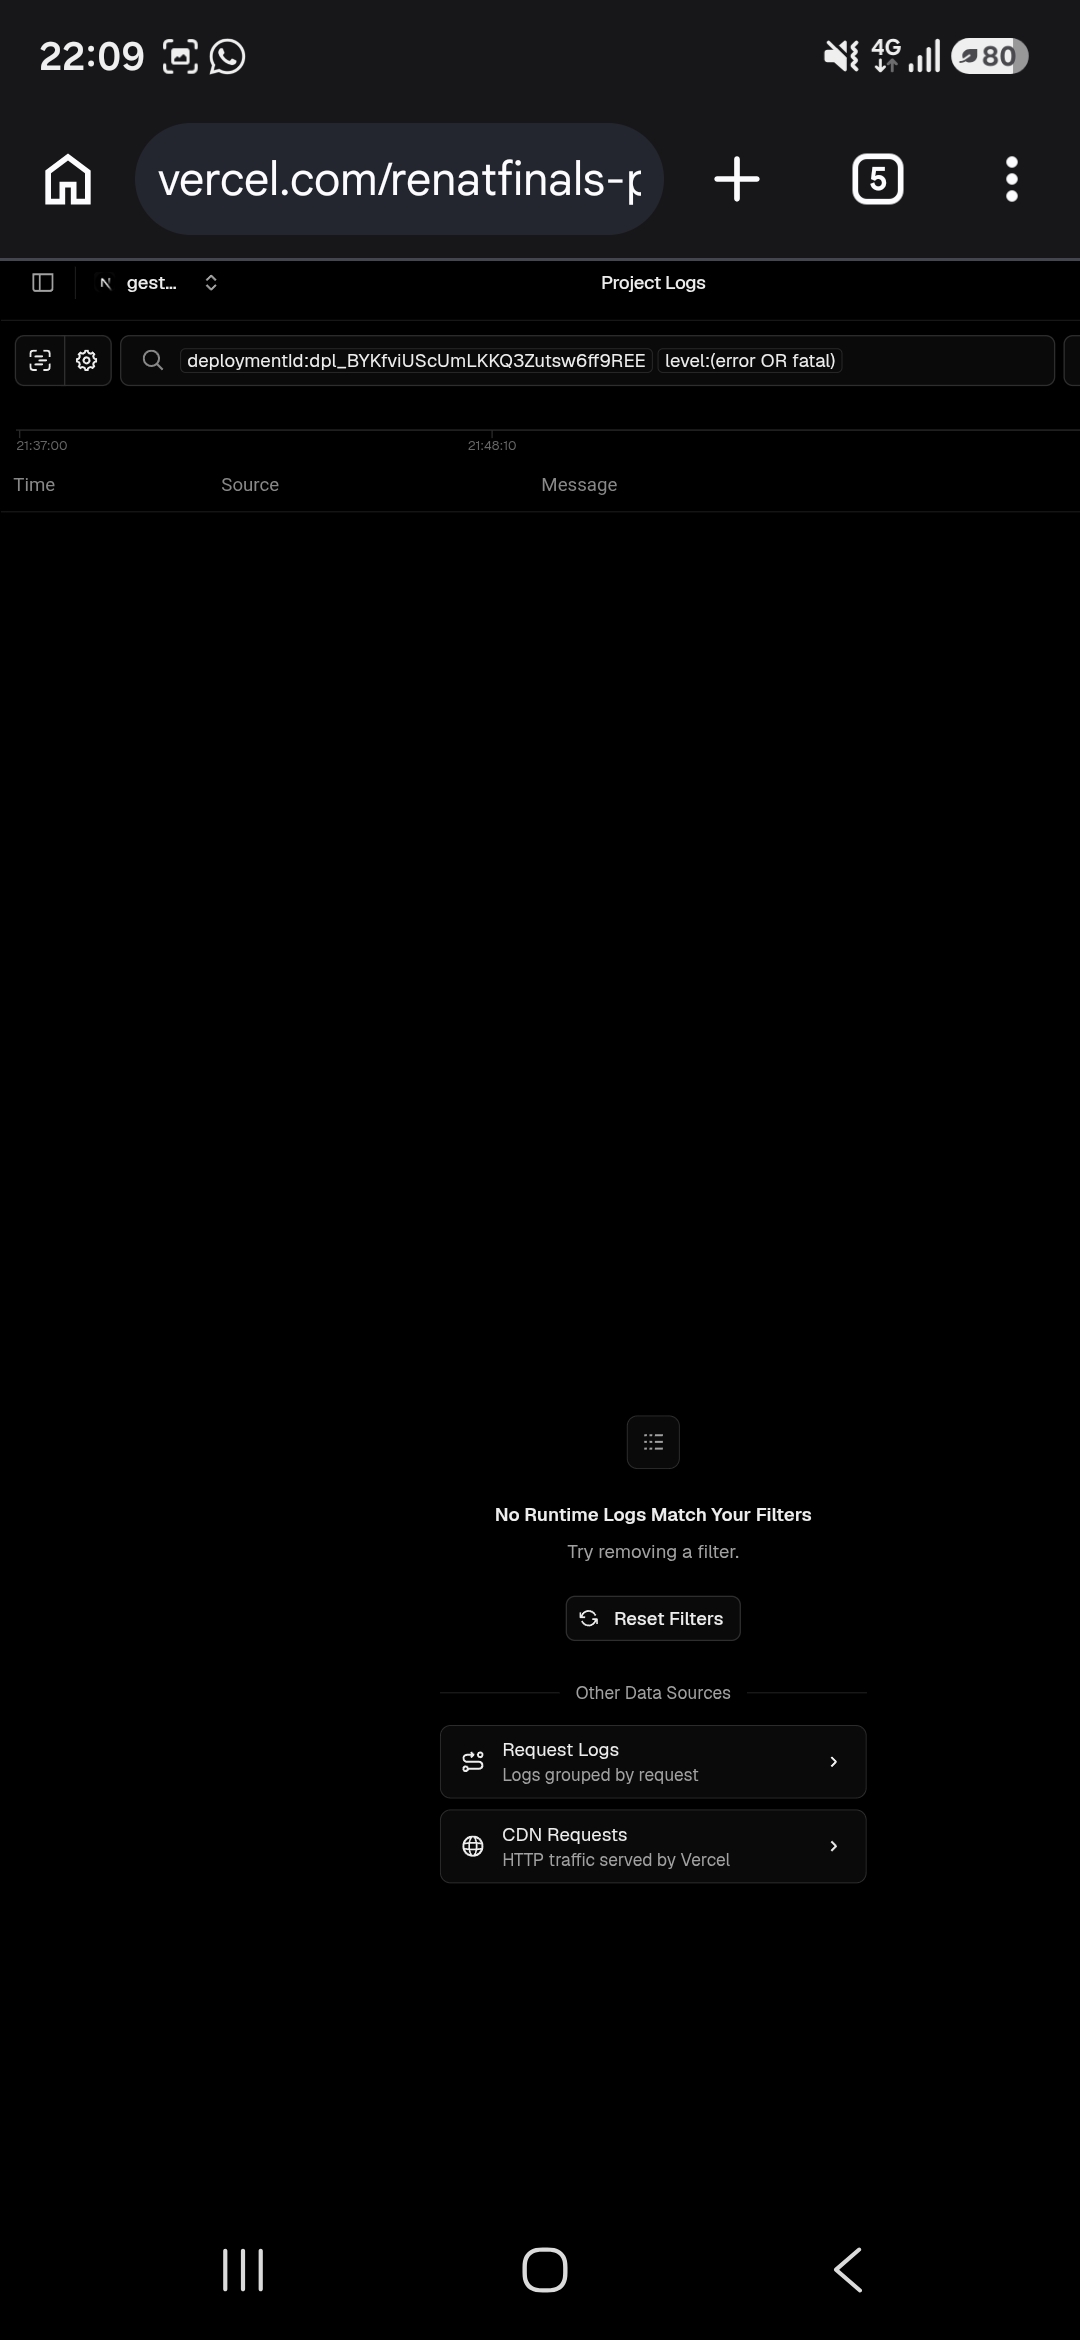 22:09
4G
80
vercel.com/renatfinals-p
5
gest...
Project Logs
deploymentId:dpl_BYKfviUScUmLKKQ3Zutsw6ff9REE level:(error OR fatal)
21:37:00 21:48:10
Time Source Message
No Runtime Logs Match Your Filters
Try removing a filter.
Reset Filters
Other Data Sources
Request Logs
Logs grouped by request
CDN Requests
HTTP traffic served by Vercel